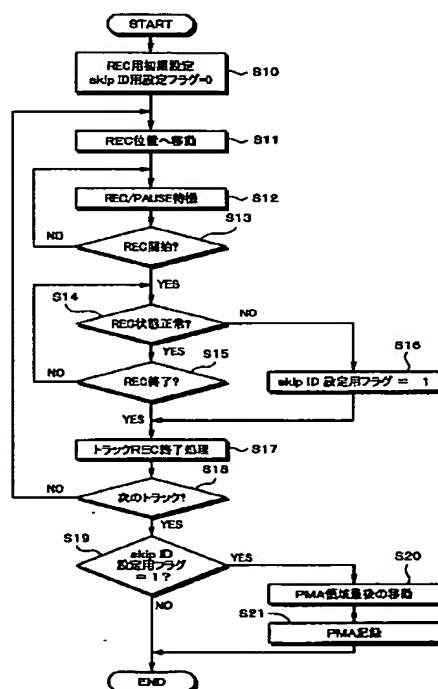 START
REC用初期設定
skip ID用設定フラグ=0
S10
REC位置へ移動
S11
REC/PAUSE待機
S12
S13
NO
REC開始?
YES
S14
NO
REC状態正常?
S16
YES
S15
NO
REC終了?
skip ID 設定用フラグ = 1
YES
トラックREC終了処理
S17
S18
NO
次のトラック?
S19
YES
skip ID
設定用フラグ
= 1?
YES
S20
PMA領域最後の移動
S21
NO
PMA記録
END